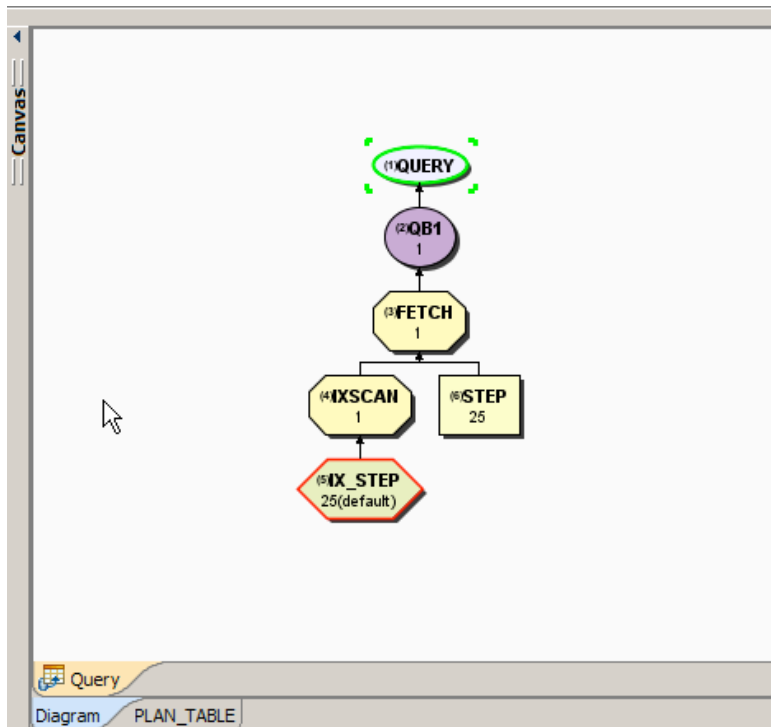 Canvas
(1)QUERY
(2)QB1
1
(3)FETCH
1
(4)IXSCAN
1
(6)STEP
25
(5)IX_STEP
25(default)
Query
Diagram
PLAN_TABLE